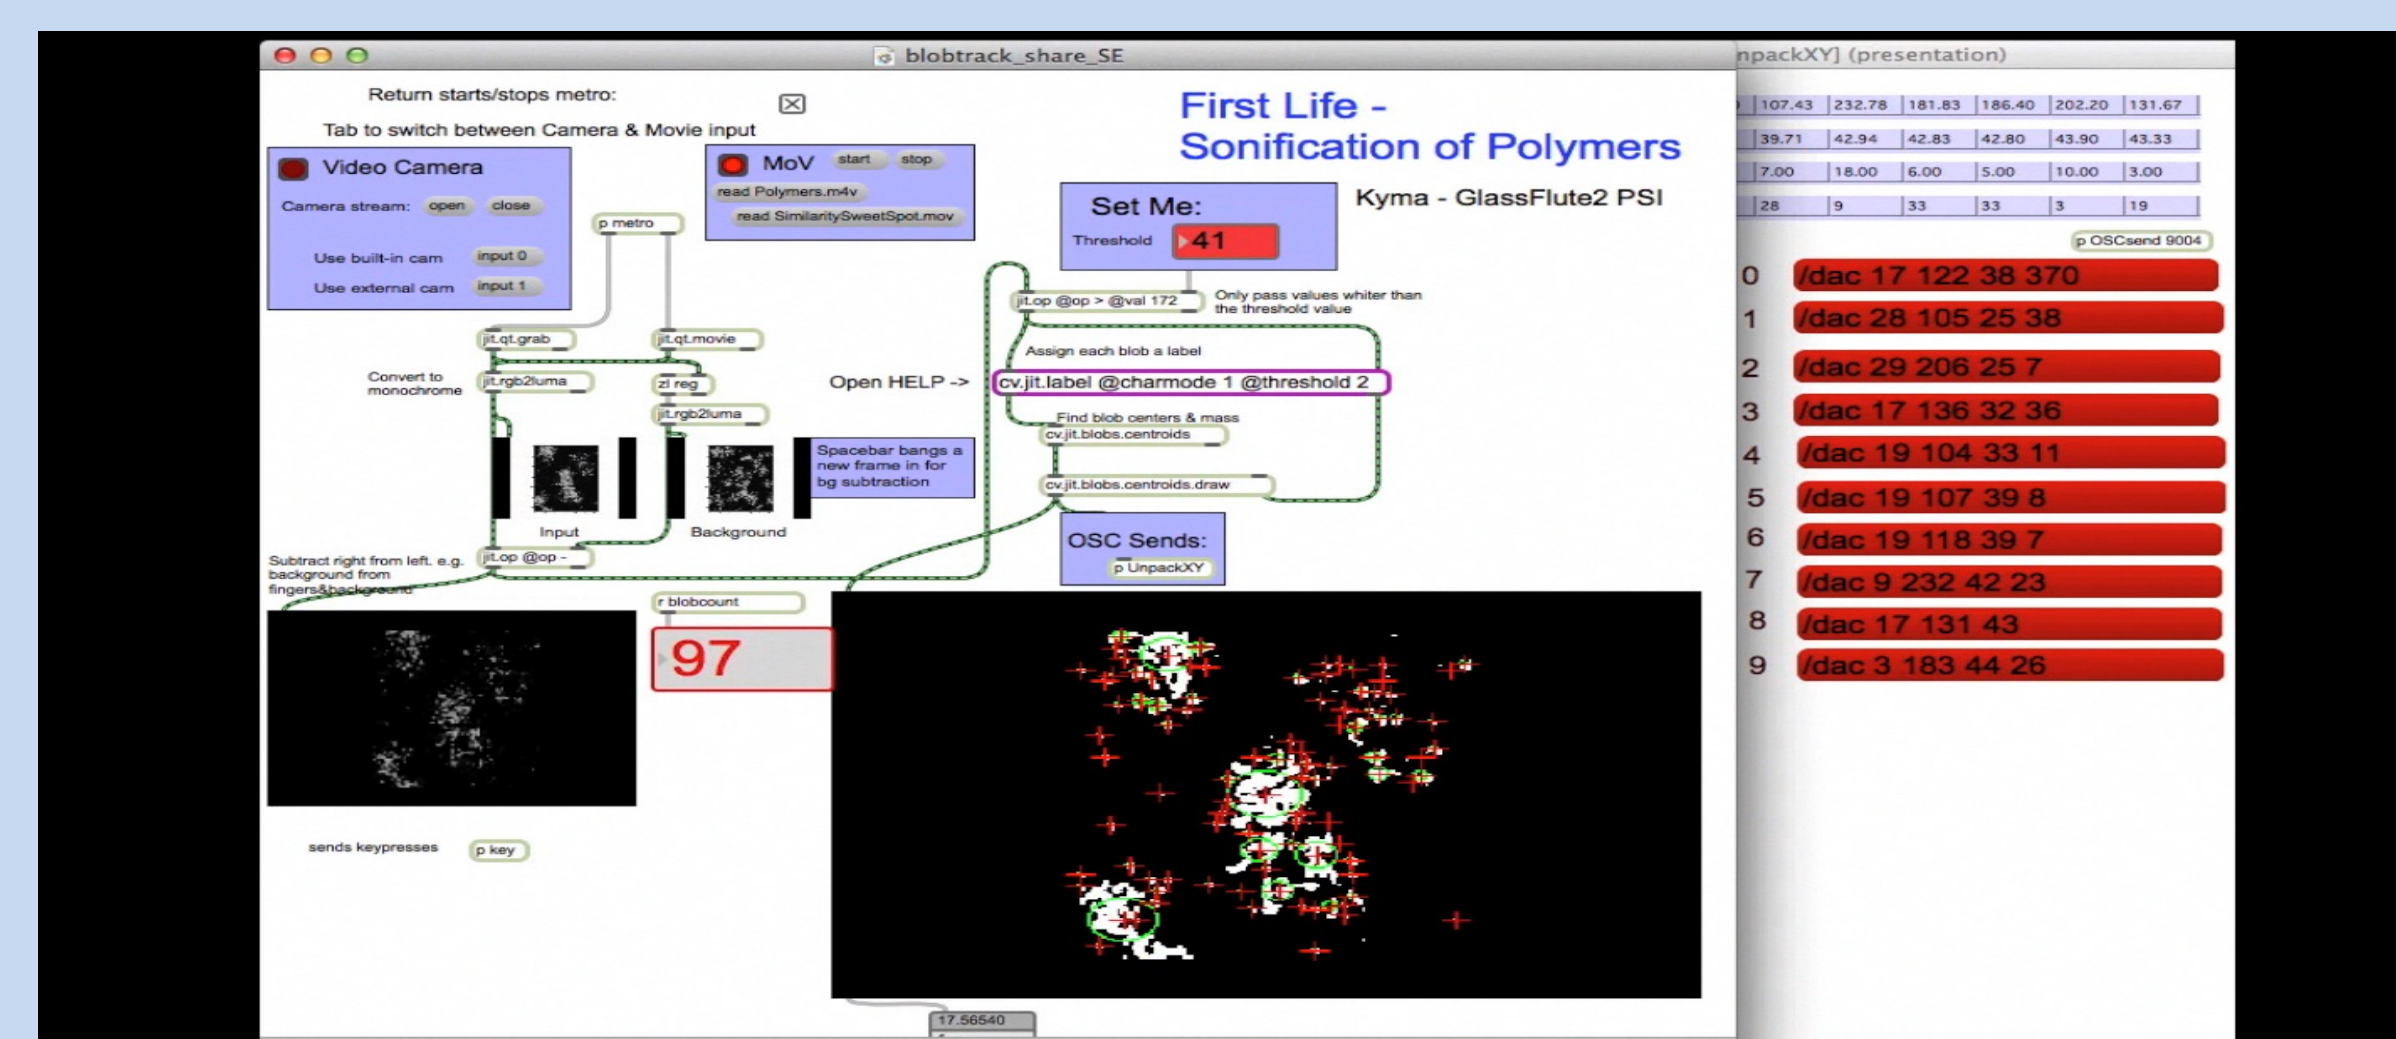 blobtrack_share_SE
npackXY] (presentation)
Return starts/stops metro:
Tab to switch between Camera & Movie input
Video Camera
Camera stream: open close
Use built-in cam input 0
Use external cam input 1
p metro
MoV start stop
read Polymers.m4v
read SimilaritySweetSpot.mov
First Life -
Sonification of Polymers
Kyma - GlassFlute2 PSI
Set Me:
Threshold 41
jit.op @op > @val 172
Only pass values whiter than
the threshold value
Assign each blob a label
Open HELP -> cv.jit.label @charmode 1 @threshold 2
Find blob centers & mass
cv.jit.blobs.centroids
cv.jit.blobs.centroids.draw
OSC Sends:
p UnpackXY
jit.qt.grab
jit.qt.movie
Convert to
monochrome
jit.rgb2luma
zl reg
jit.rgb2luma
Spacebar bangs a
new frame in for
bg subtraction
Input
Background
Subtract right from left. e.g.
background from
fingers&background
jit.op @op -
r blobcount
97
sends keypresses p key
17.56540
107.43 232.78 181.83 186.40 202.20 131.67
39.71 42.94 42.83 42.80 43.90 43.33
7.00 18.00 6.00 5.00 10.00 3.00
28 9 33 33 3 19
p OSCsend 9004
0 /dac 17 122 38 370
1 /dac 28 105 25 38
2 /dac 29 206 25 7
3 /dac 17 136 32 36
4 /dac 19 104 33 11
5 /dac 19 107 39 8
6 /dac 19 118 39 7
7 /dac 9 232 42 23
8 /dac 17 131 43
9 /dac 3 183 44 26